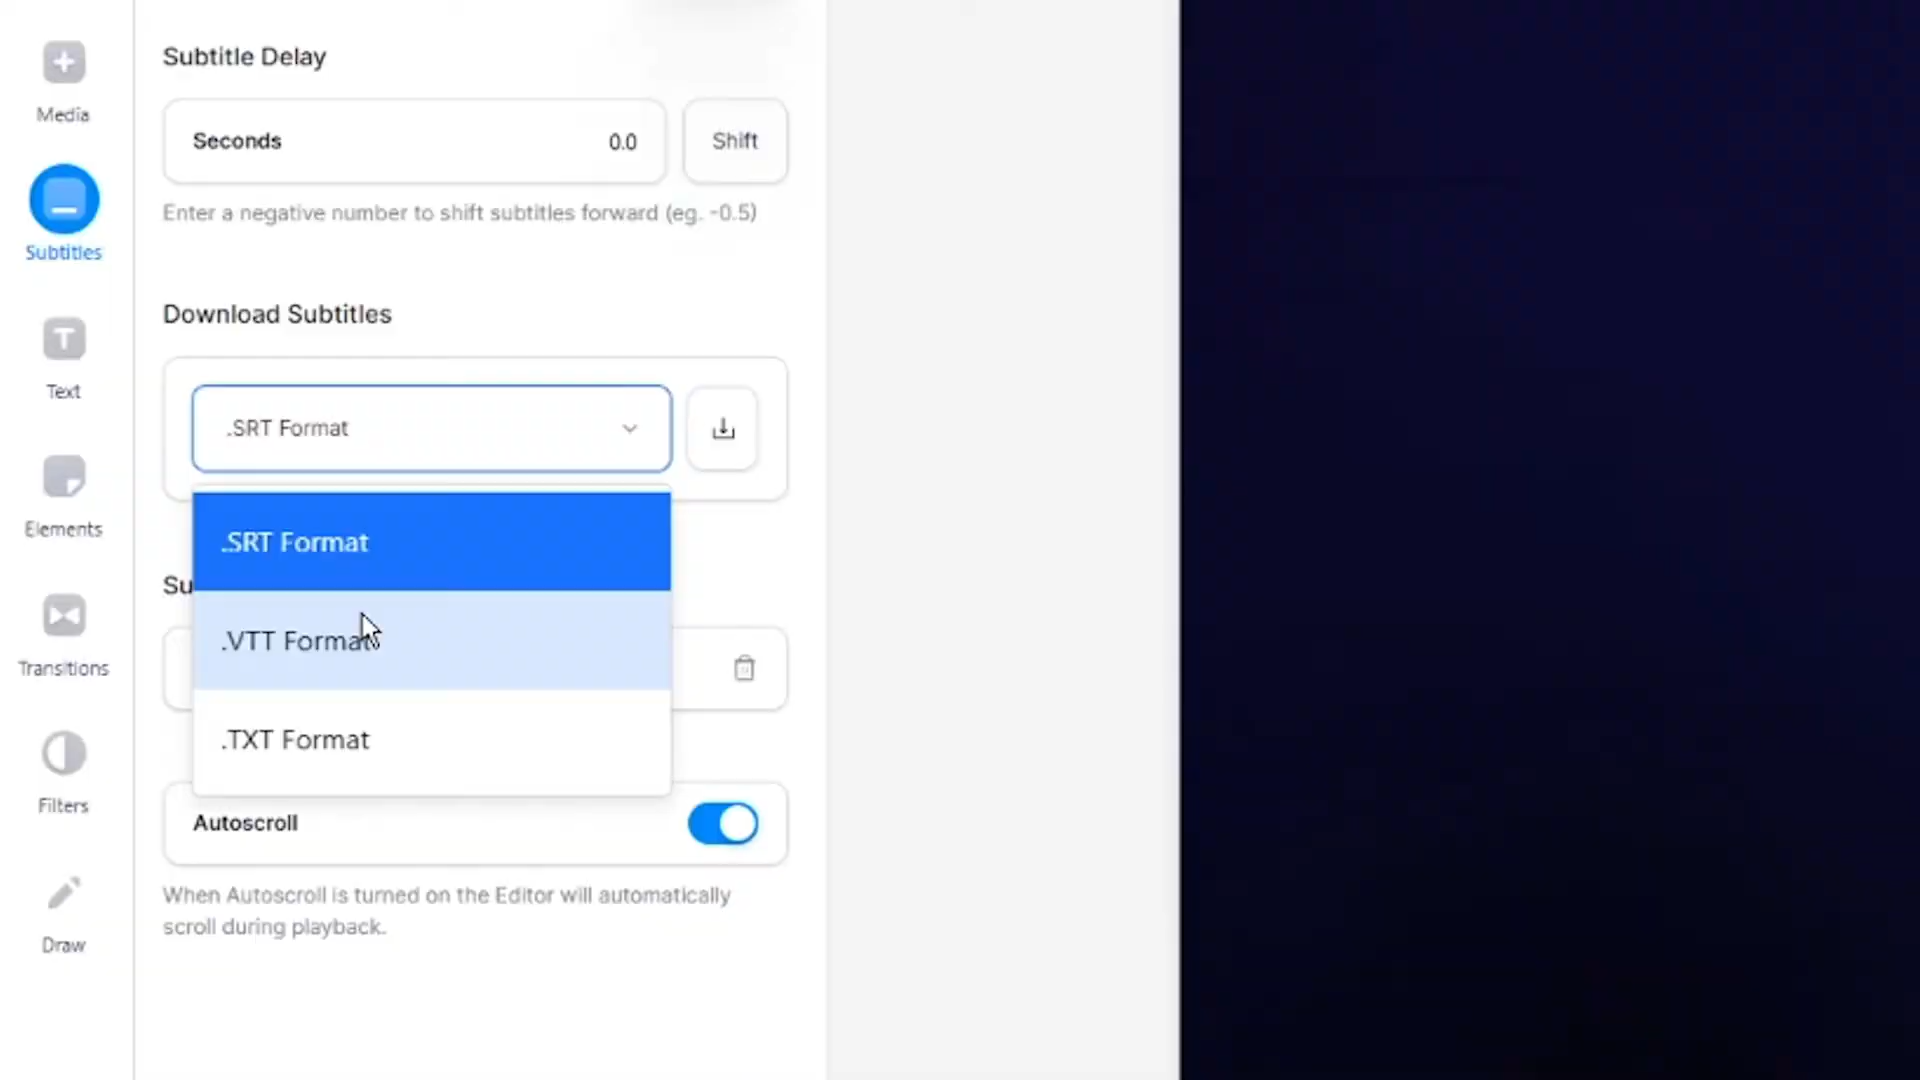 Media
Subtitles
Text
Elements
Transitions
Filters
Draw
Subtitle Delay
Seconds 0.0 Shift
Enter a negative number to shift subtitles forward (eg. -0.5)
Download Subtitles
.SRT Format
.SRT Format
Su
.VTT Format
.TXT Format
Autoscroll
When Autoscroll is turned on the Editor will automatically
scroll during playback.